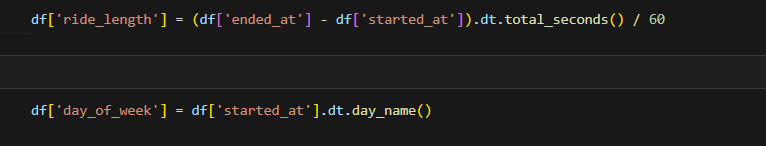 df['ride_length'] = (df['ended_at'] - df['started_at']).dt.total_seconds() / 60
df['day_of_week'] = df['started_at'].dt.day_name()